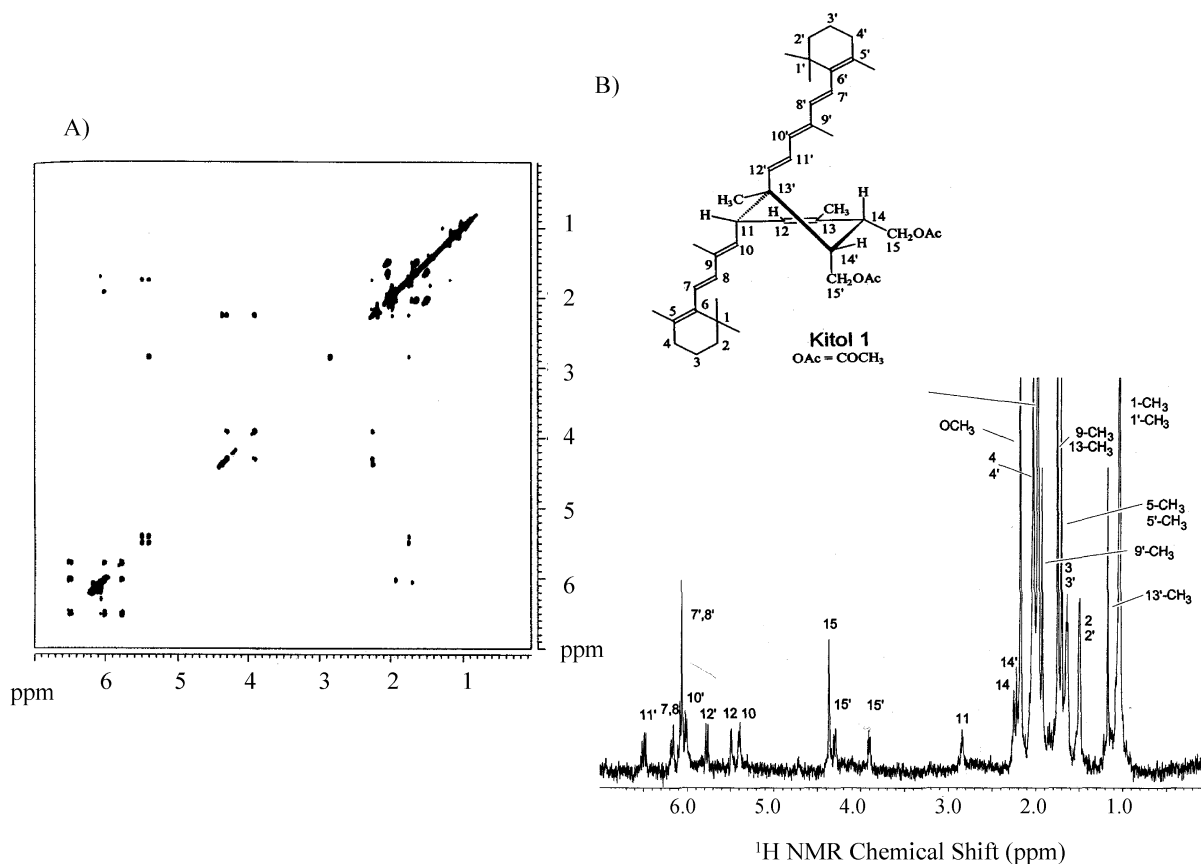 A)
1
2
3
4
5
6
ppm
ppm
6
5
4
3
2
1
B)
3'
2'
4'
1'
5'
6'
8'
7'
9'
10'
11'
12'
13'
H₃C
H
H
CH₃
H
14
11
12
13
15
CH₂OAc
H
14'
9
10
CH₂OAc
15'
7
8
5
6
1
4
2
3
Kitol 1
OAc = COCH₃
OCH₃
4
4'
9-CH₃
13-CH₃
1-CH₃
1'-CH₃
5-CH₃
5'-CH₃
9'-CH₃
3
3'
13'-CH₃
2
2'
7',8'
15
14'
14
11'
7,8
10'
12'
12
10
15'
15'
11
6.0
5.0
4.0
3.0
2.0
1.0
¹H NMR Chemical Shift (ppm)